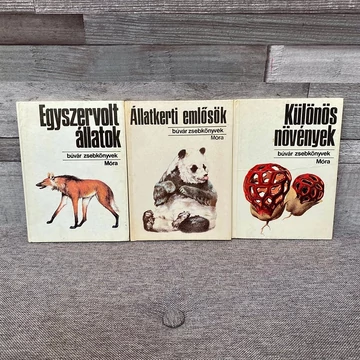 Egyszervolt
állatok
búvár zsebkönyvek
Móra
Állatkerti emlősök
búvár zsebkönyvek
Móra
Különös
növények
búvár zsebkönyvek
Móra